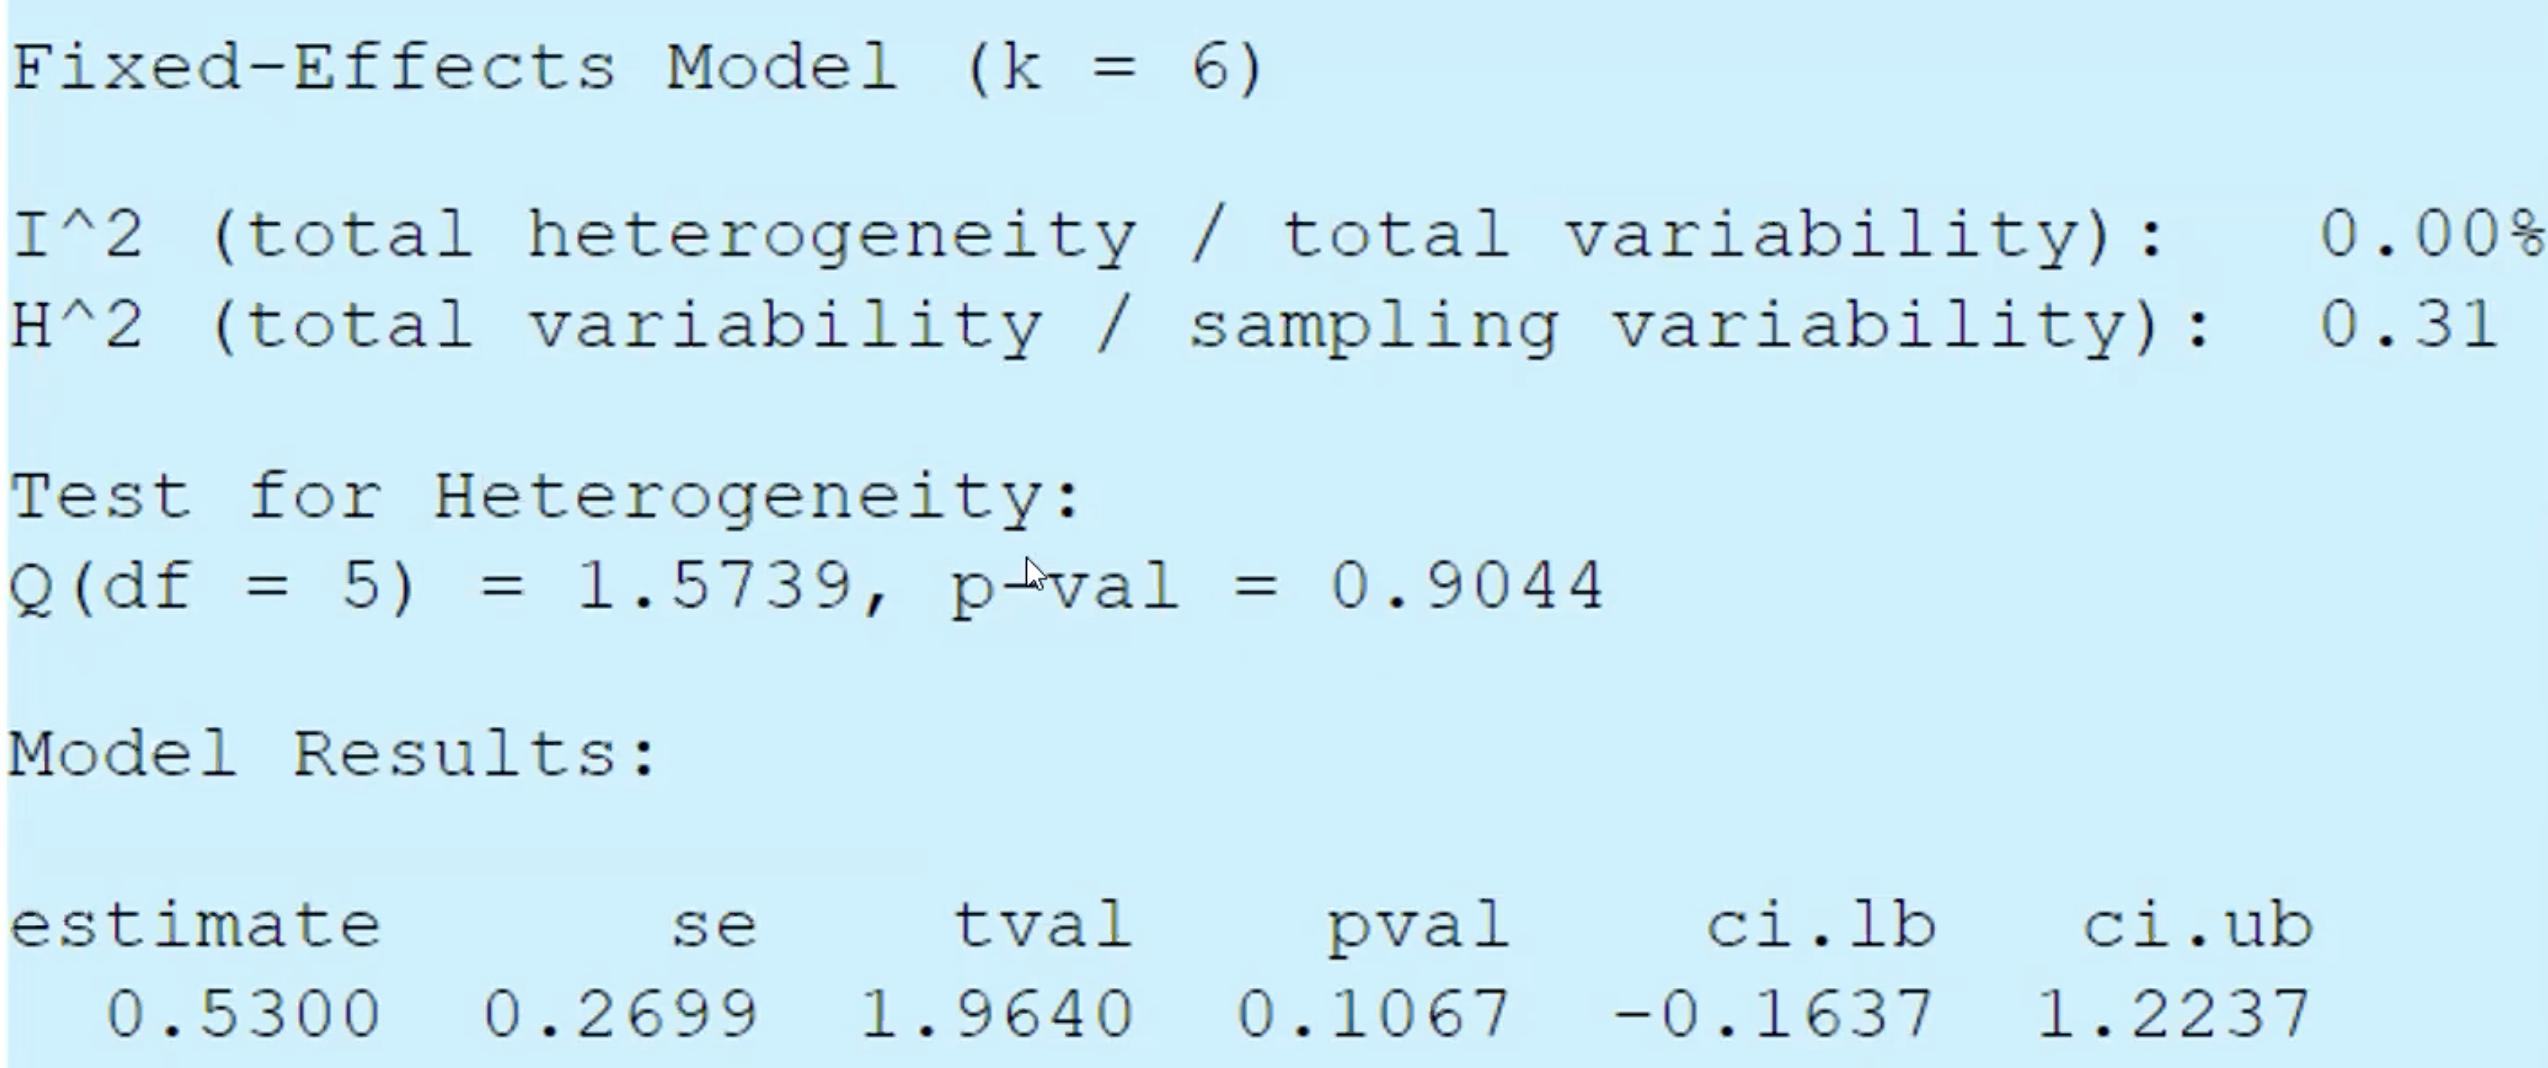 Fixed-Effects Model (k = 6)
I^2 (total heterogeneity / total variability): 0.00%
H^2 (total variability / sampling variability): 0.31
Test for Heterogeneity:
Q(df = 5) = 1.5739, p-val = 0.9044
Model Results:
estimate se tval pval ci.lb ci.ub
0.5300 0.2699 1.9640 0.1067 -0.1637 1.2237